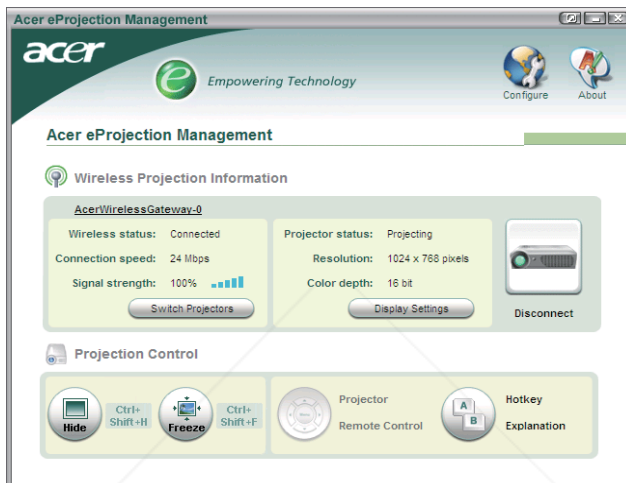 Acer eProjection Management
acer
e Empowering Technology
Configure
About
Acer eProjection Management
Wireless Projection Information
AcerWirelessGateway-0
Wireless status: Connected
Connection speed: 24 Mbps
Signal strength: 100%
Switch Projectors
Projector status: Projecting
Resolution: 1024 x 768 pixels
Color depth: 16 bit
Display Settings
Disconnect
Projection Control
Hide
Ctrl+
Shift+H
Freeze
Ctrl+
Shift+F
Menu
Projector
Remote Control
A
B
Hotkey
Explanation